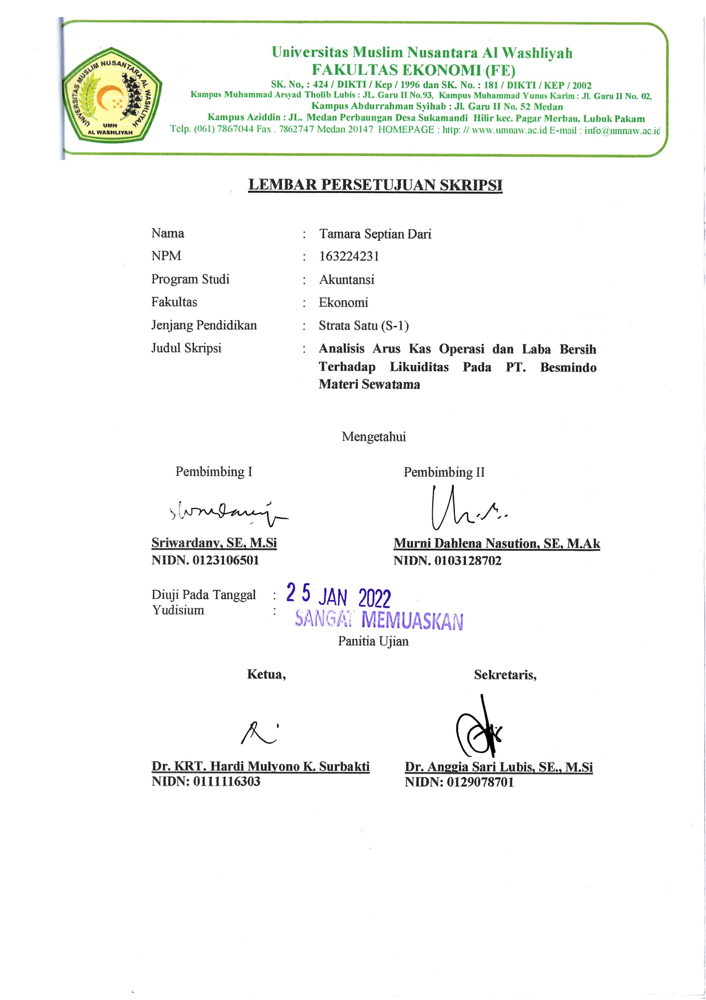 Universitas Muslim Nusantara Al Washliyah
FAKULTAS EKONOMI (FE)
SK. No, : 424 / DIKTI / Kep / 1996 dan SK. No. : 181 / DIKTI / KEP / 2002
Kampus Muhammad Arsyad Tholib Lubis : JL. Garu II No.93, Kampus Muhammad Yunus Karim : Jl. Garu II No. 02,
Kampus Abdurrahman Syihab : Jl. Garu II No. 52 Medan
Kampus Aziddin : JL. Medan Perbaungan Desa Sukamandi Hilir kec. Pagar Merbau, Lubuk Pakam
Telp. (061) 7867044 Fax . 7862747 Medan 20147 HOMEPAGE : http: // www.umnaw.ac.id E-mail : info@umnaw.ac.id
UNIVERSITAS MUSLIM NUSANTARA AL WASHLIYAH
UMN
AL WASHLIYAH
LEMBAR PERSETUJUAN SKRIPSI
Nama : Tamara Septian Dari
NPM : 163224231
Program Studi : Akuntansi
Fakultas : Ekonomi
Jenjang Pendidikan : Strata Satu (S-1)
Judul Skripsi : Analisis Arus Kas Operasi dan Laba Bersih
Terhadap Likuiditas Pada PT. Besmindo
Materi Sewatama
Mengetahui
Pembimbing I Pembimbing II
Sriwardany, SE, M.Si Murni Dahlena Nasution, SE, M.Ak
NIDN. 0123106501 NIDN. 0103128702
Diuji Pada Tanggal : 25 JAN 2022
Yudisium : SANGAT MEMUASKAN
Panitia Ujian
Ketua, Sekretaris,
Dr. KRT. Hardi Mulyono K. Surbakti Dr. Anggia Sari Lubis, SE., M.Si
NIDN: 0111116303 NIDN: 0129078701